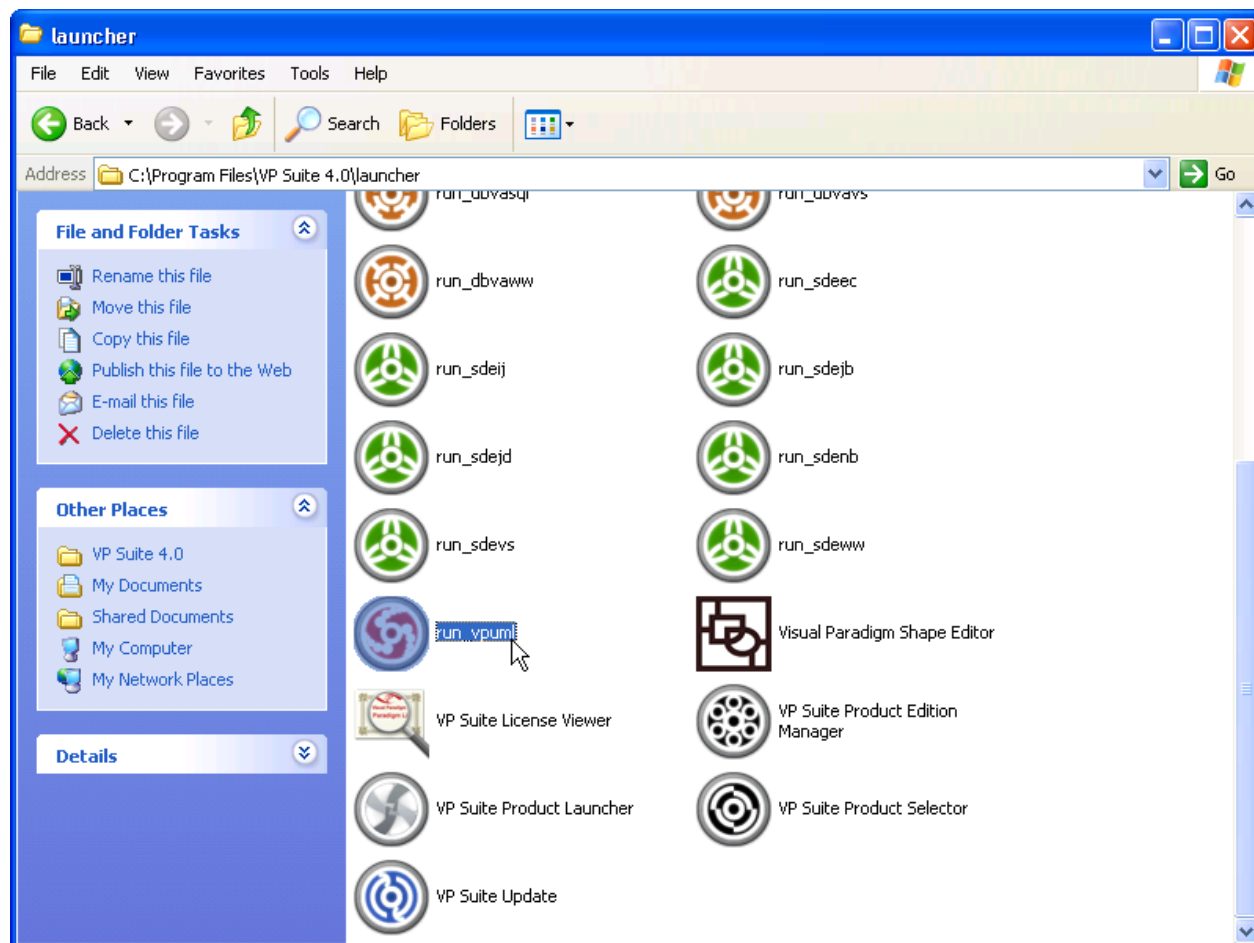 launcher
File Edit View Favorites Tools Help
Back Search Folders
Address C:\Program Files\VP Suite 4.0\launcher Go
File and Folder Tasks
Rename this file
Move this file
Copy this file
Publish this file to the Web
E-mail this file
Delete this file
Other Places
VP Suite 4.0
My Documents
Shared Documents
My Computer
My Network Places
Details
run_dbvasql run_dbvavs
run_dbvaww run_sdeec
run_sdeij run_sdejb
run_sdejd run_sdenb
run_sdevs run_sdeww
run_vpuml Visual Paradigm Shape Editor
VP Suite License Viewer VP Suite Product Edition
Manager
VP Suite Product Launcher VP Suite Product Selector
VP Suite Update